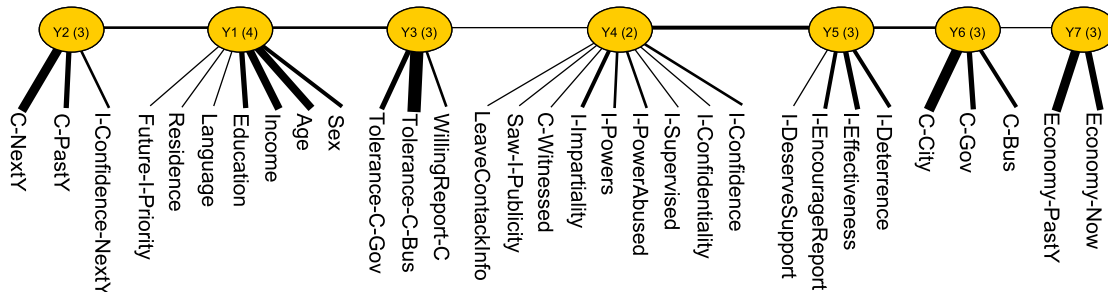 Y2 (3)
Y1 (4)
Y3 (3)
Y4 (2)
Y5 (3)
Y6 (3)
Y7 (3)
C-NextY
C-PastY
I-Confidence-NextY
Future-I-Priority
Residence
Language
Education
Income
Age
Sex
Tolerance-C-Gov
Tolerance-C-Bus
WillingReport-C
LeaveContackInfo
Saw-I-Publicity
C-Witnessed
I-Impartiality
I-Powers
I-PowerAbused
I-Supervised
I-Confidentiality
I-Confidence
I-DeserveSupport
I-EncourageReport
I-Effectiveness
I-Deterrence
C-City
C-Gov
C-Bus
Economy-PastY
Economy-Now